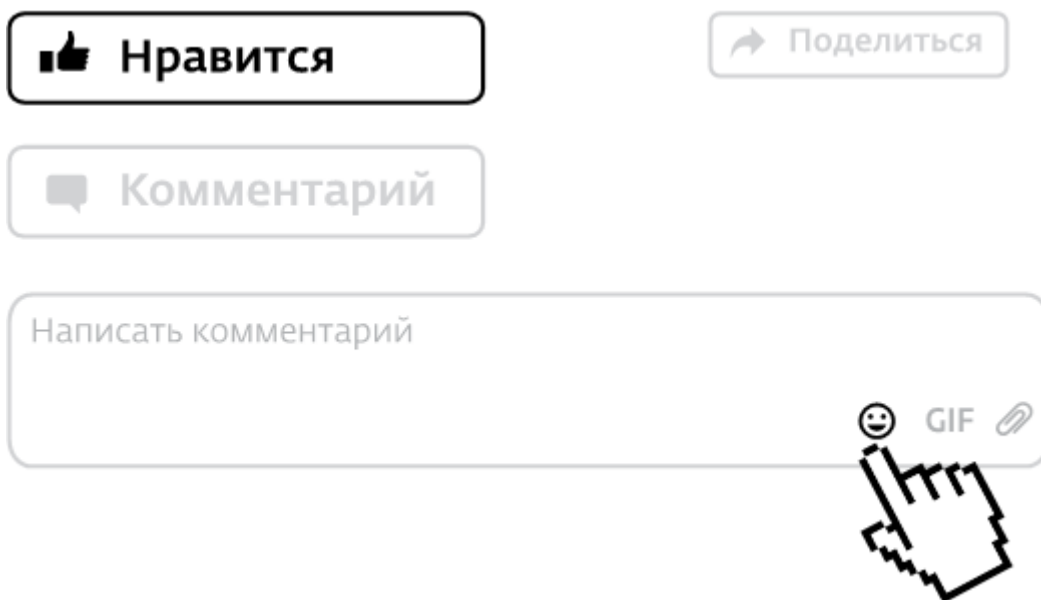 Нравится
Поделиться
Комментарий
Написать комментарий
GIF